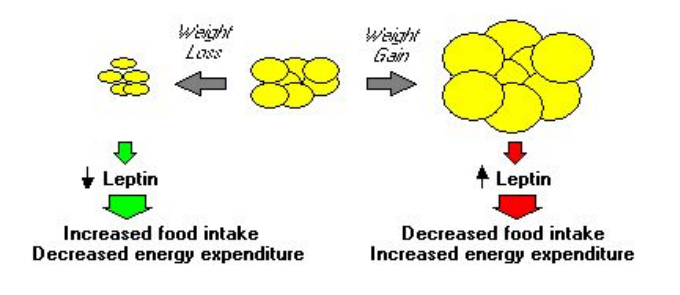 Weight
Loss
Weight
Gain
Leptin
Leptin
Increased food intake
Decreased energy expenditure
Decreased food intake
Increased energy expenditure